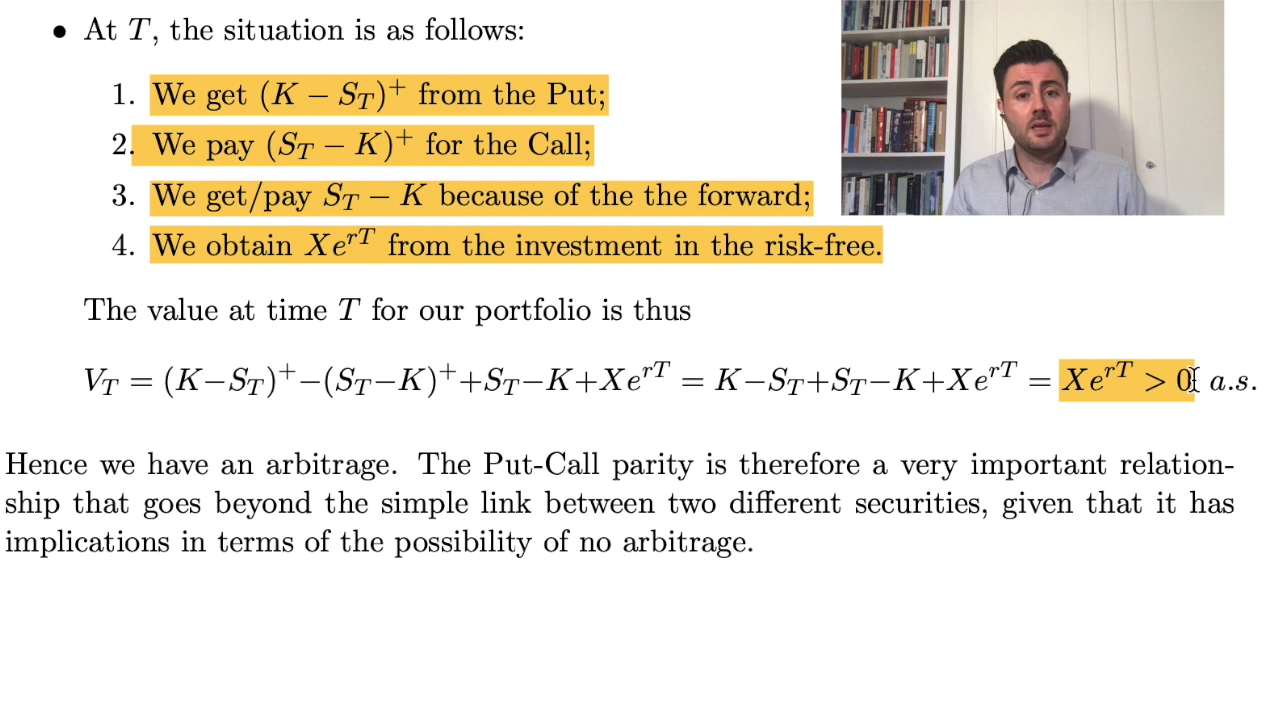 • At T, the situation is as follows:
1. We get (K − S_T)⁺ from the Put;
2. We pay (S_T − K)⁺ for the Call;
3. We get/pay S_T − K because of the the forward;
4. We obtain Xe^{rT} from the investment in the risk-free.
The value at time T for our portfolio is thus
V_T = (K−S_T)⁺−(S_T−K)⁺+S_T−K+Xe^{rT} = K−S_T+S_T−K+Xe^{rT} = Xe^{rT} > 0 a.s.
Hence we have an arbitrage. The Put-Call parity is therefore a very important relation-
ship that goes beyond the simple link between two different securities, given that it has
implications in terms of the possibility of no arbitrage.